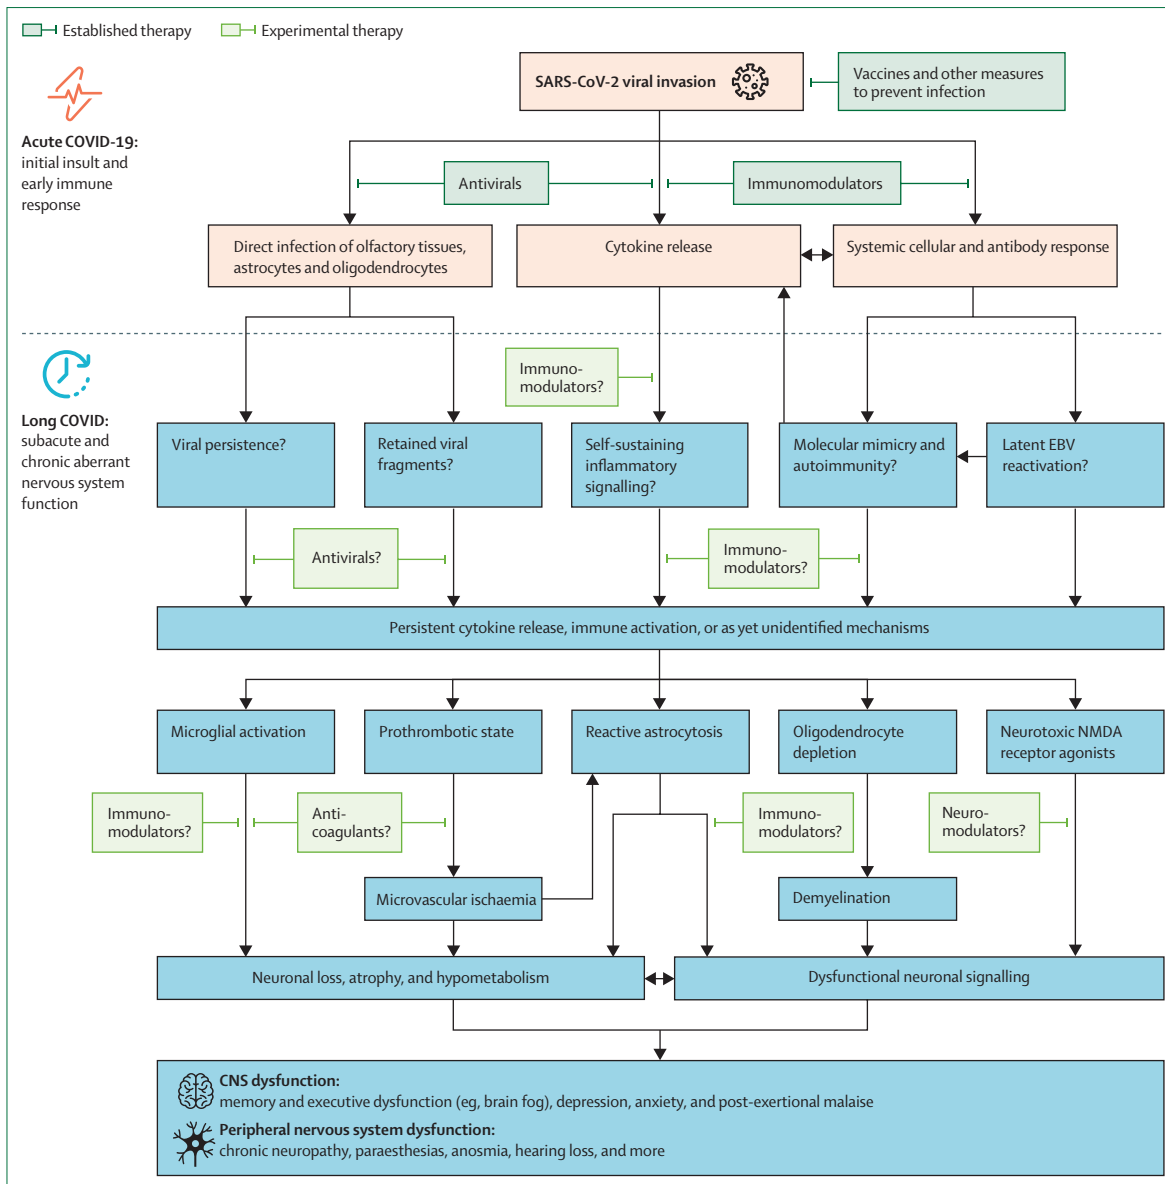 Established therapy
Experimental therapy
SARS-CoV-2 viral invasion
Vaccines and other measures
to prevent infection
Acute COVID-19:
initial insult and
early immune
response
Antivirals
Immunomodulators
Direct infection of olfactory tissues,
astrocytes and oligodendrocytes
Cytokine release
Systemic cellular and antibody response
Immuno-
modulators?
Long COVID:
subacute and
chronic aberrant
nervous system
function
Viral persistence?
Retained viral
fragments?
Self-sustaining
inflammatory
signalling?
Molecular mimicry and
autoimmunity?
Latent EBV
reactivation?
Antivirals?
Immuno-
modulators?
Persistent cytokine release, immune activation, or as yet unidentified mechanisms
Microglial activation
Prothrombotic state
Reactive astrocytosis
Oligodendrocyte
depletion
Neurotoxic NMDA
receptor agonists
Immuno-
modulators?
Anti-
coagulants?
Immuno-
modulators?
Neuro-
modulators?
Microvascular ischaemia
Demyelination
Neuronal loss, atrophy, and hypometabolism
Dysfunctional neuronal signalling
CNS dysfunction:
memory and executive dysfunction (eg, brain fog), depression, anxiety, and post-exertional malaise
Peripheral nervous system dysfunction:
chronic neuropathy, paraesthesias, anosmia, hearing loss, and more